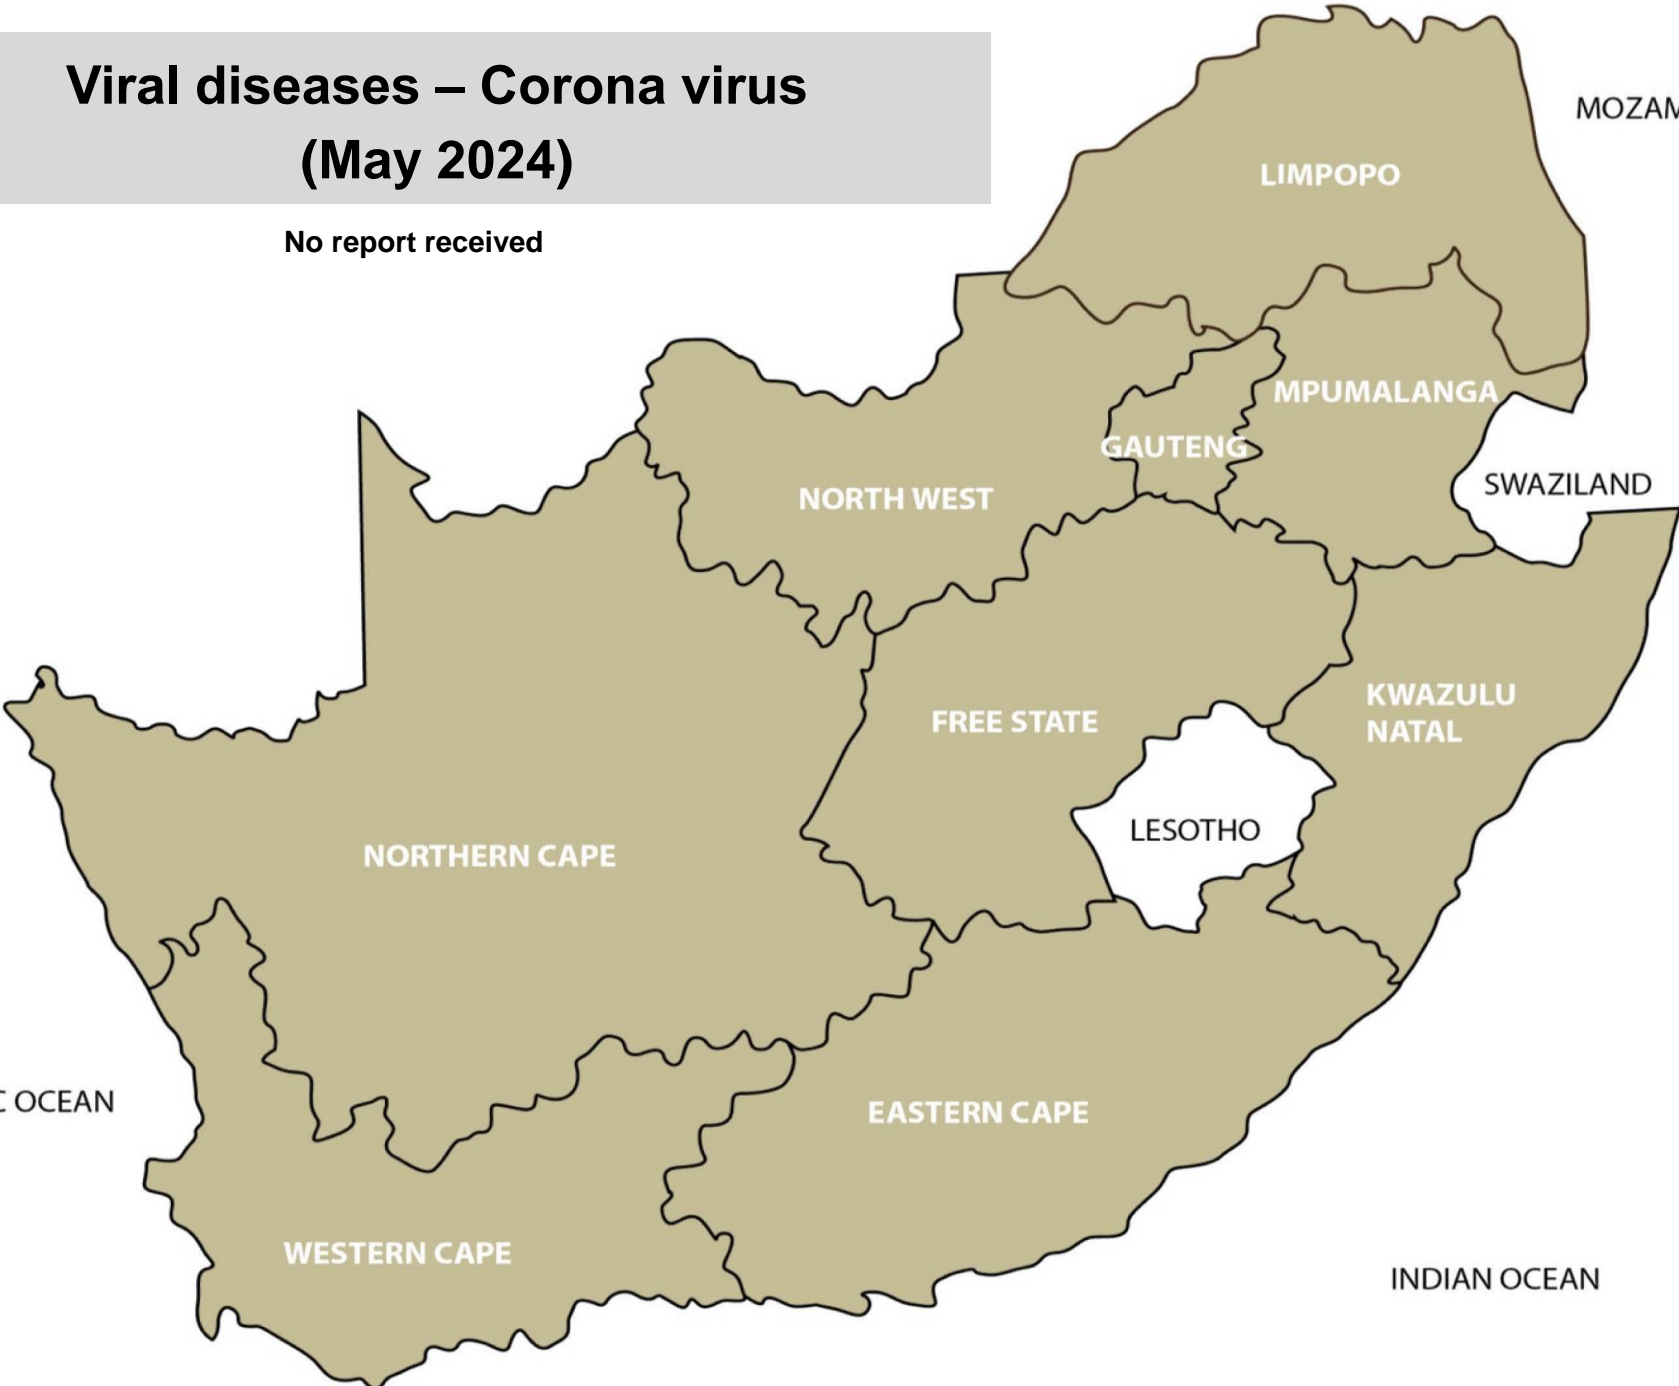 Viral diseases – Corona virus
(May 2024)
No report received
MOZAM
LIMPOPO
MPUMALANGA
GAUTENG
SWAZILAND
NORTH WEST
KWAZULU
NATAL
FREE STATE
LESOTHO
NORTHERN CAPE
C OCEAN
EASTERN CAPE
WESTERN CAPE
INDIAN OCEAN